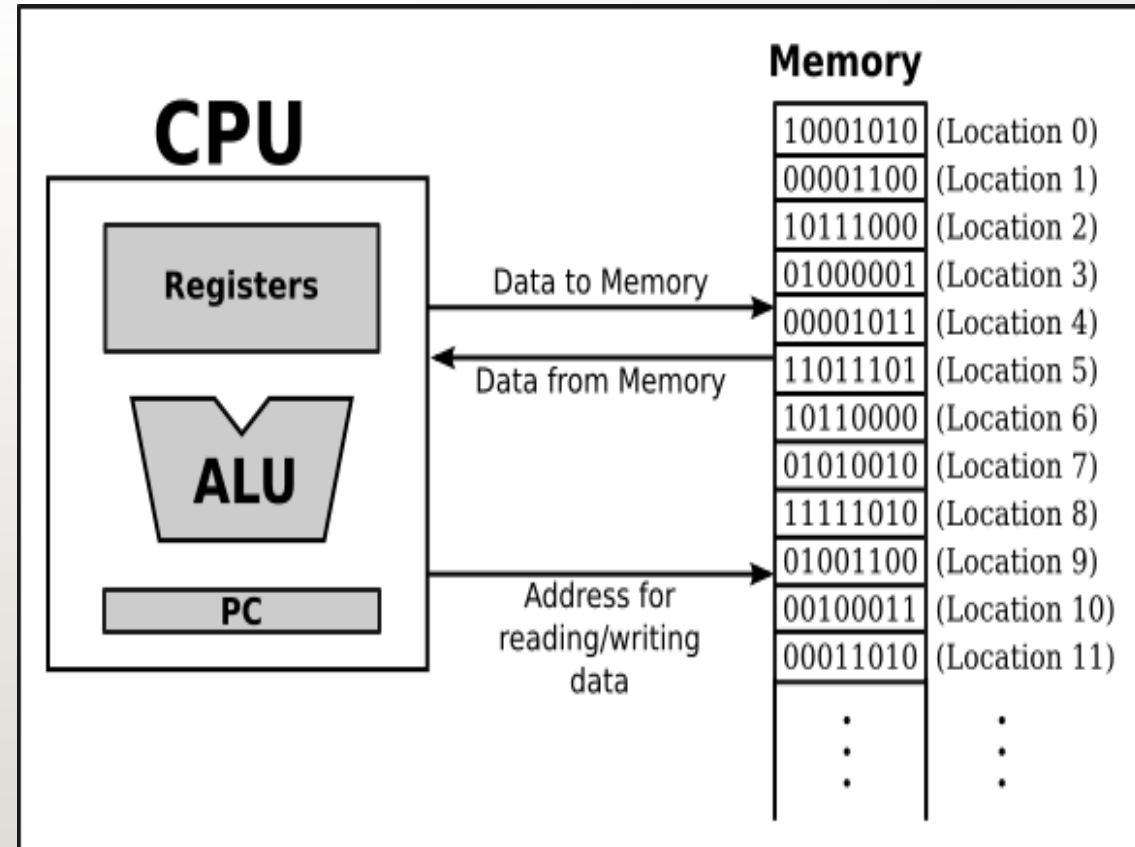 CPU
Registers
ALU
PC
Data to Memory
Data from Memory
Address for
reading/writing
data
Memory
10001010 (Location 0)
00001100 (Location 1)
10111000 (Location 2)
01000001 (Location 3)
00001011 (Location 4)
11011101 (Location 5)
10110000 (Location 6)
01010010 (Location 7)
11111010 (Location 8)
01001100 (Location 9)
00100011 (Location 10)
00011010 (Location 11)